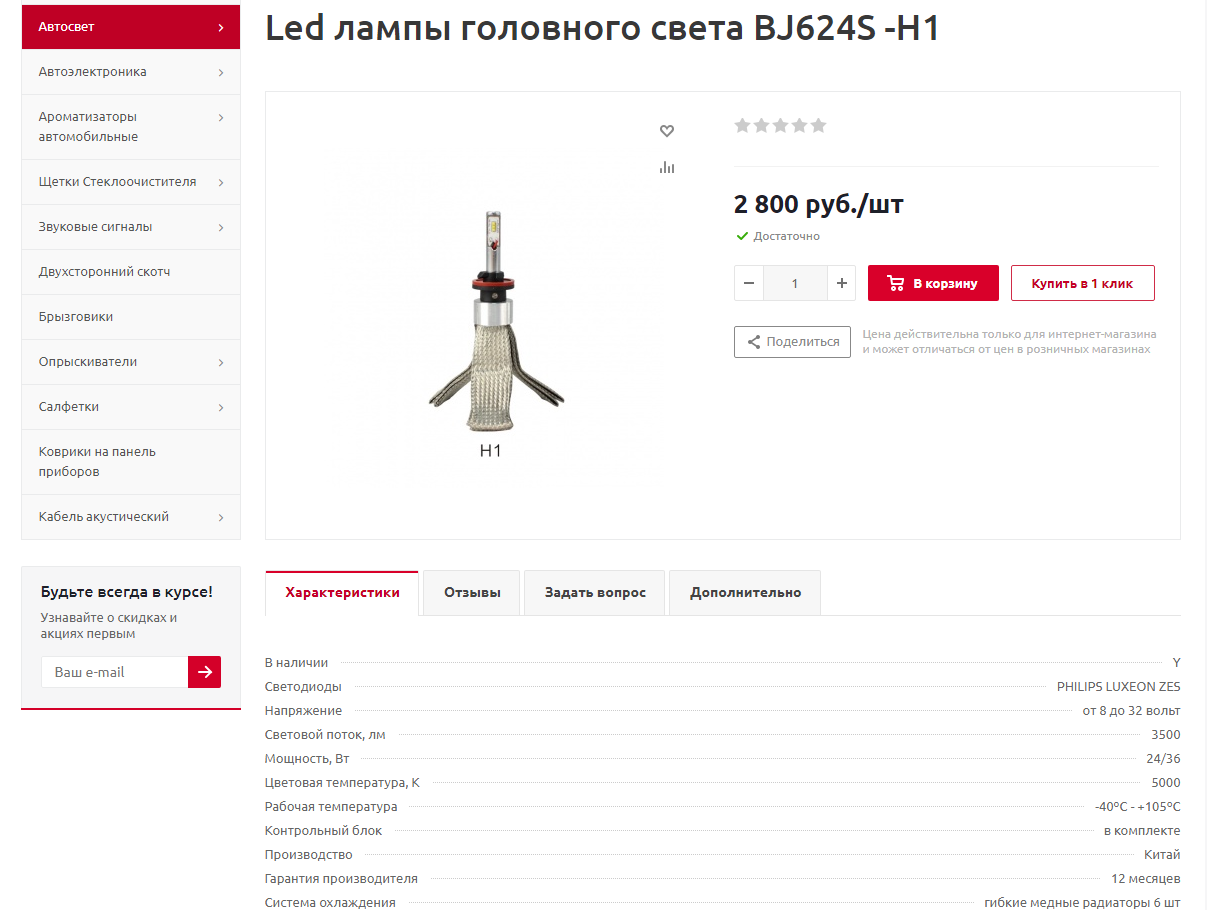 Автосвет
Автоэлектроника
Ароматизаторы
автомобильные
Щетки Стеклоочистителя
Звуковые сигналы
Двухсторонний скотч
Брызговики
Опрыскиватели
Салфетки
Коврики на панель
приборов
Кабель акустический
Будьте всегда в курсе!
Узнавайте о скидках и
акциях первым
Ваш e-mail
Led лампы головного света BJ624S -H1
H1
2 800 руб./шт
Достаточно
− 1 +
В корзину
Купить в 1 клик
Поделиться
Цена действительна только для интернет-магазина
и может отличаться от цен в розничных магазинах
Характеристики
Отзывы
Задать вопрос
Дополнительно
В наличии Y
Светодиоды PHILIPS LUXEON ZES
Напряжение от 8 до 32 вольт
Световой поток, лм 3500
Мощность, Вт 24/36
Цветовая температура, К 5000
Рабочая температура -40ºС - +105ºС
Контрольный блок в комплекте
Производство Китай
Гарантия производителя 12 месяцев
Система охлаждения гибкие медные радиаторы 6 шт